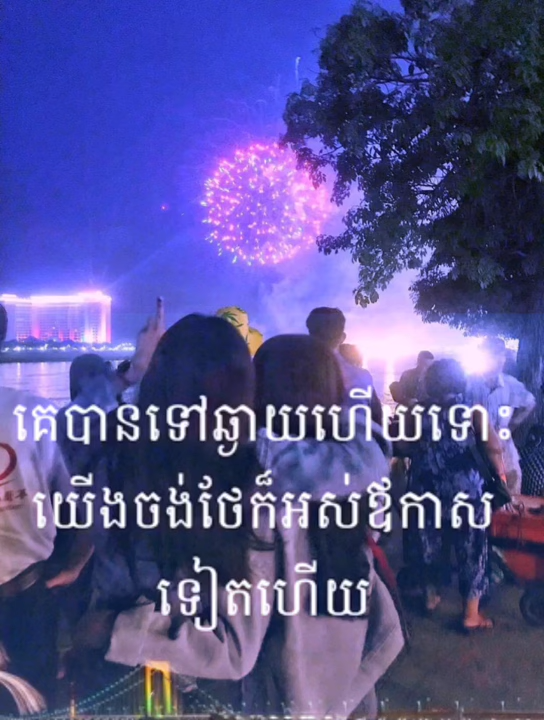 គេបានទៅឆ្ងាយហើយទោះ
យើងចង់ថែក៏អស់ឪកាស
ទៀតហើយ